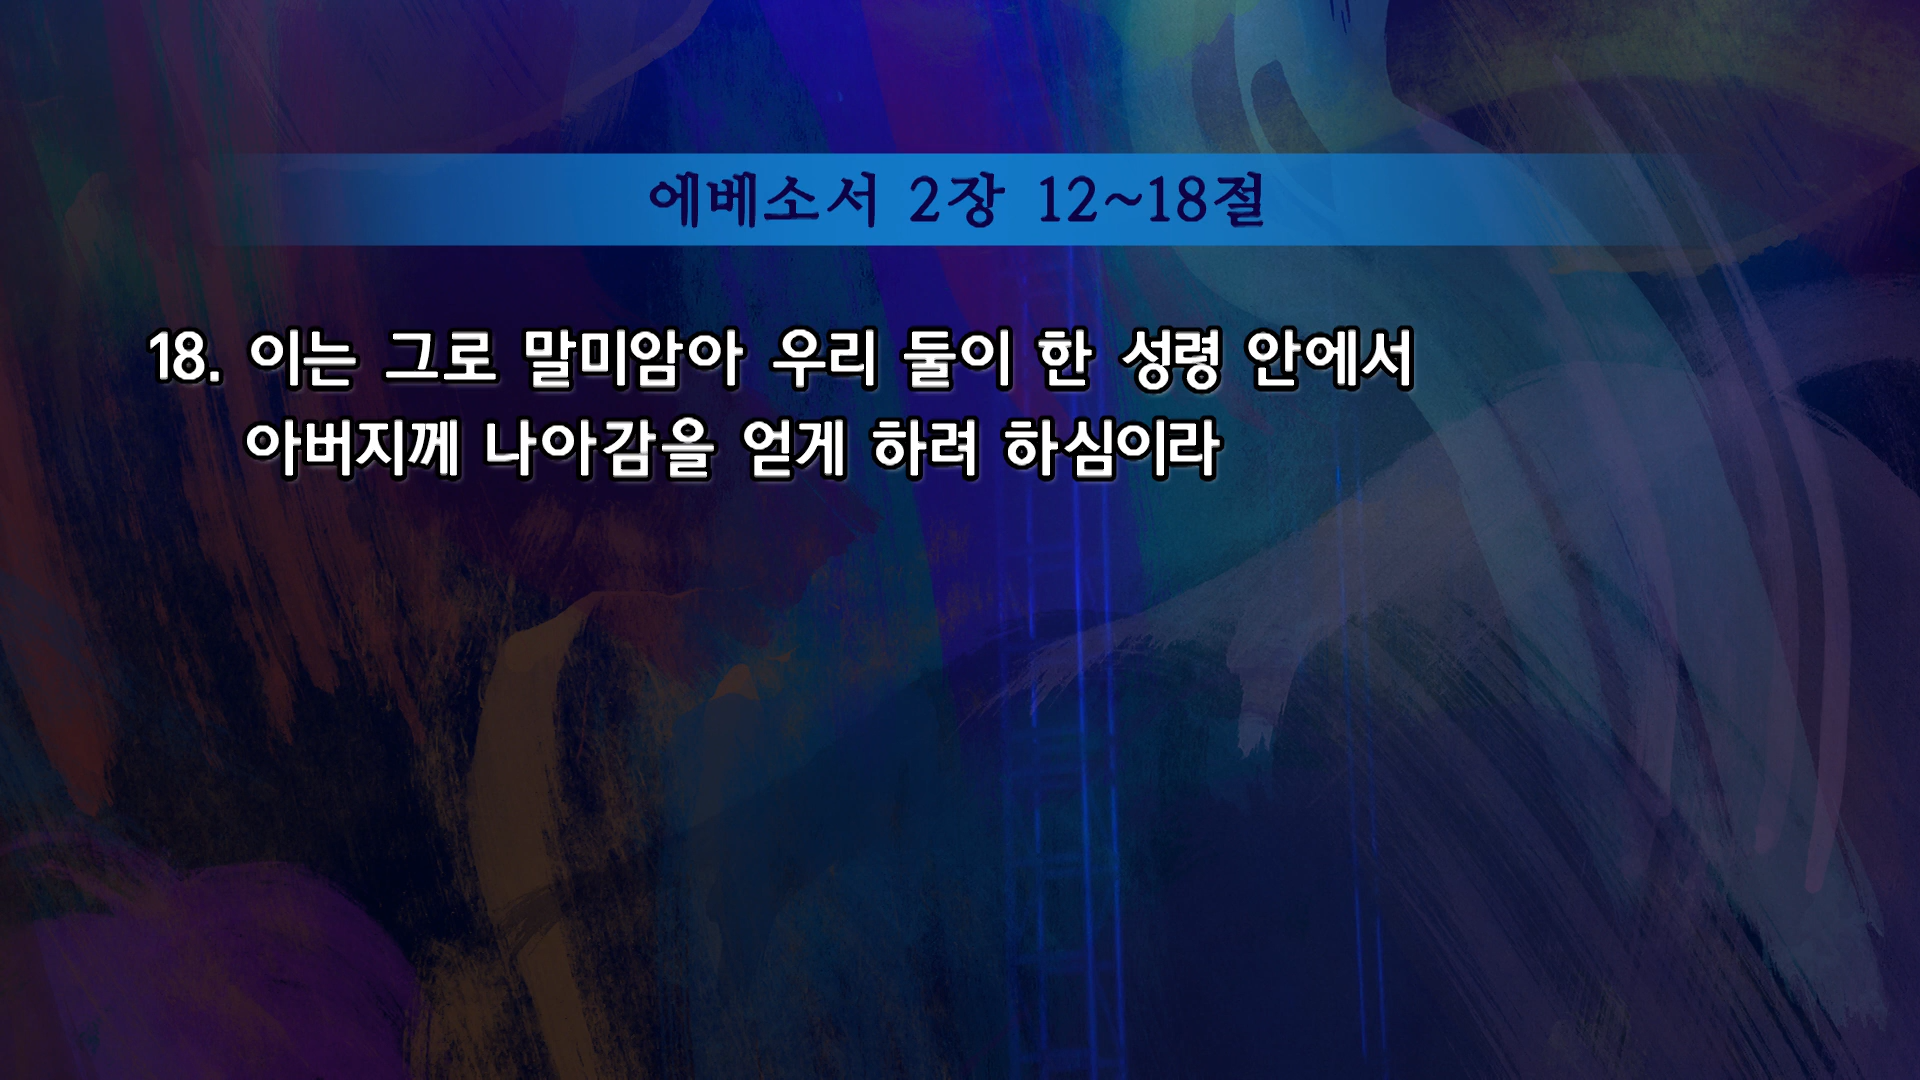 에베소서 2장 12~18절
18. 이는 그로 말미암아 우리 둘이 한 성령 안에서
아버지께 나아감을 얻게 하려 하심이라